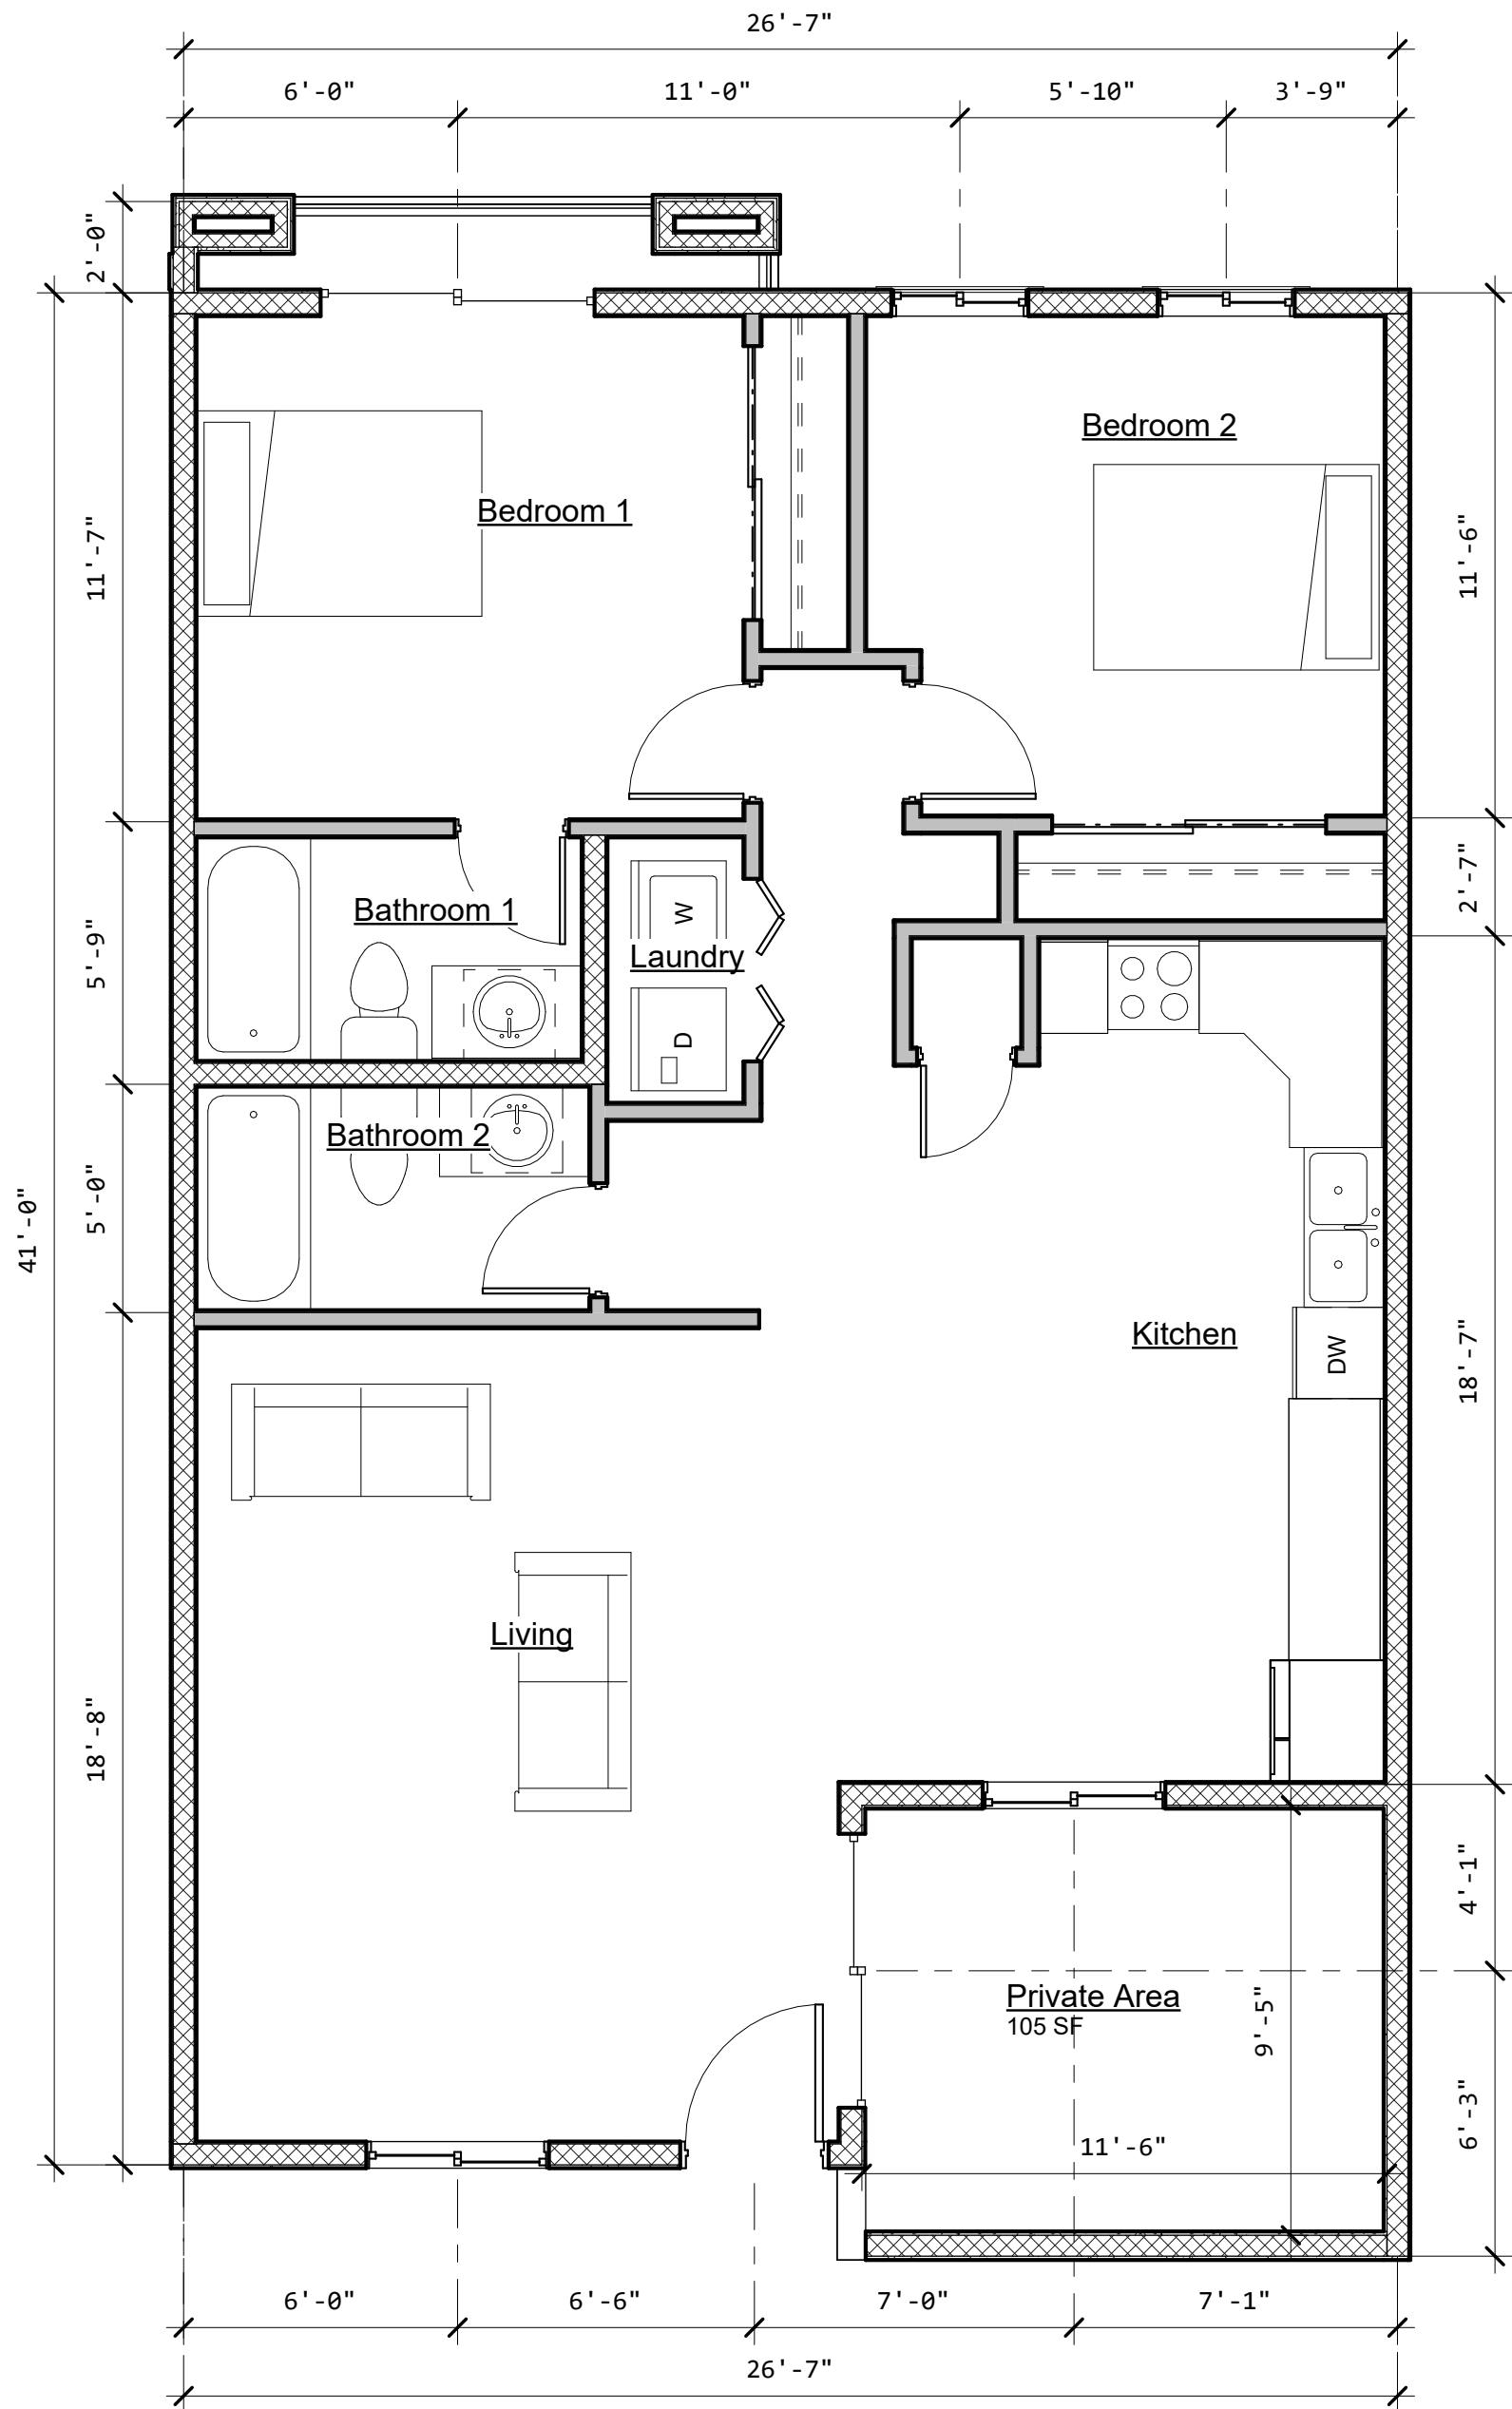 26'-7"
6'-0"
11'-0"
5'-10"
3'-9"
2'-0"
Bedroom 2
Bedroom 1
11'-7"
11'-6"
Bathroom 1
W
Laundry
2'-7"
5'-9"
D
Bathroom 2
5'-0"
41'-0"
Kitchen
DW
18'-7"
Living
18'-8"
4'-1"
Private Area
105 SF
9'-5"
6'-3"
11'-6"
6'-0"
6'-6"
7'-0"
7'-1"
26'-7"